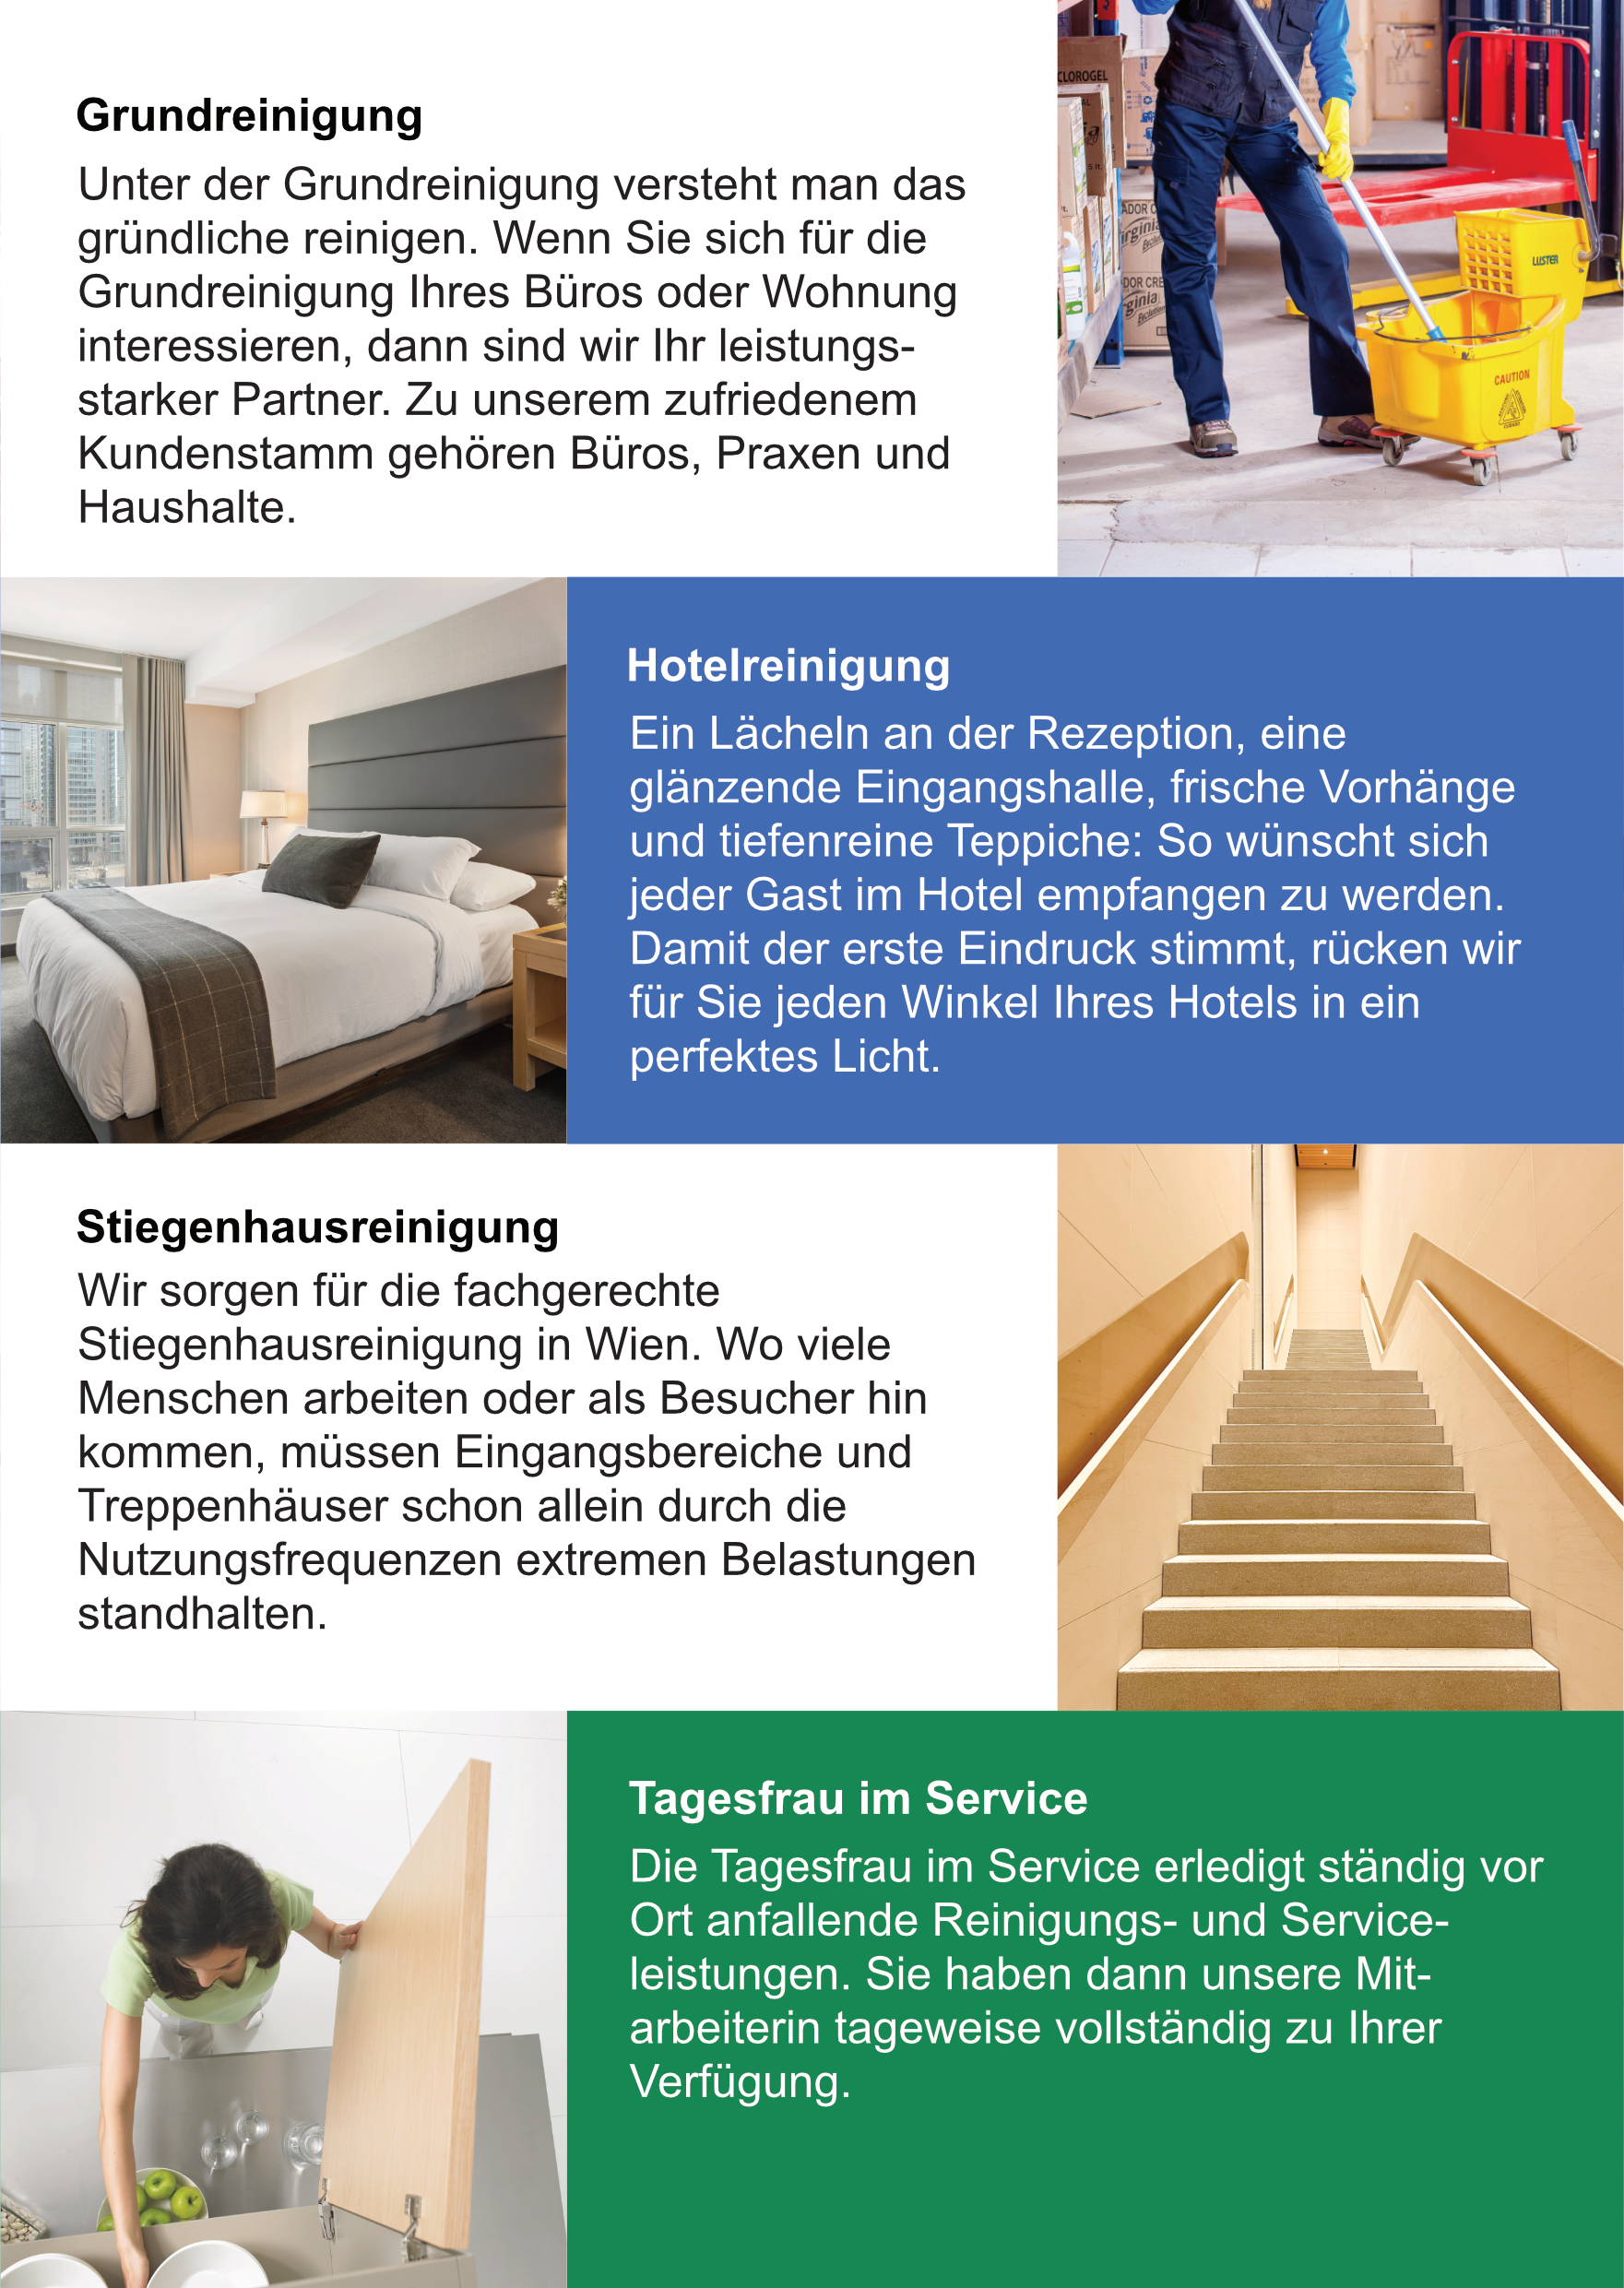 Grundreinigung
Unter der Grundreinigung versteht man das
gründliche reinigen. Wenn Sie sich für die
Grundreinigung Ihres Büros oder Wohnung
interessieren, dann sind wir Ihr leistungs-
starker Partner. Zu unserem zufriedenem
Kundenstamm gehören Büros, Praxen und
Haushalte.
CLOROGEL
LUSTER
CAUTION
Hotelreinigung
Ein Lächeln an der Rezeption, eine
glänzende Eingangshalle, frische Vorhänge
und tiefenreine Teppiche: So wünscht sich
jeder Gast im Hotel empfangen zu werden.
Damit der erste Eindruck stimmt, rücken wir
für Sie jeden Winkel Ihres Hotels in ein
perfektes Licht.
Stiegenhausreinigung
Wir sorgen für die fachgerechte
Stiegenhausreinigung in Wien. Wo viele
Menschen arbeiten oder als Besucher hin
kommen, müssen Eingangsbereiche und
Treppenhäuser schon allein durch die
Nutzungsfrequenzen extremen Belastungen
standhalten.
Tagesfrau im Service
Die Tagesfrau im Service erledigt ständig vor
Ort anfallende Reinigungs- und Service-
leistungen. Sie haben dann unsere Mit-
arbeiterin tageweise vollständig zu Ihrer
Verfügung.